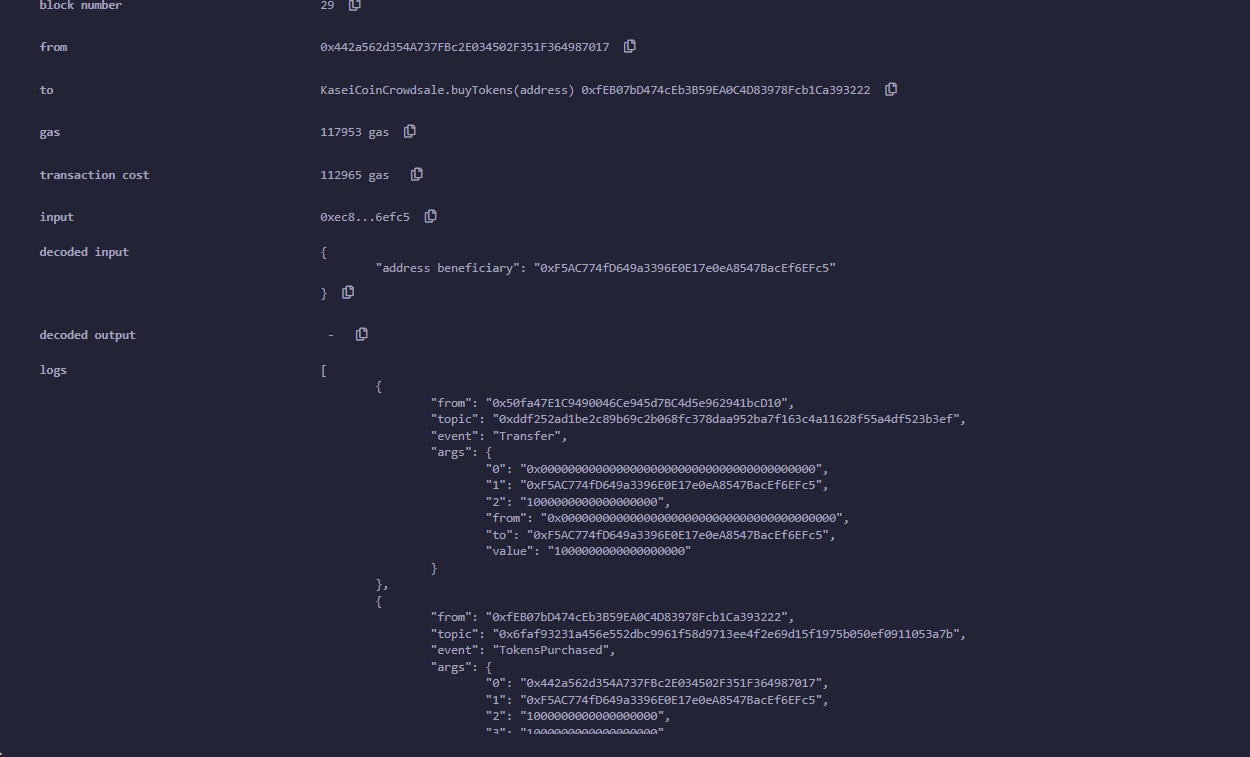 block number 29
from 0x442a562d354A737FBc2E034502F351F364987017
to KaseiCoinCrowdsale.buyTokens(address) 0xfEB07bD474cEb3B59EA0C4D83978Fcb1Ca393222
gas 117953 gas
transaction cost 112965 gas
input 0xec8...6efc5
decoded input {
"address beneficiary": "0xF5AC774fD649a3396E0E17e0eA8547BacEf6EFc5"
}
decoded output -
logs [
{
"from": "0x50fa47E1C9490046Ce945d7BC4d5e962941bcD10",
"topic": "0xddf252ad1be2c89b69c2b068fc378daa952ba7f163c4a11628f55a4df523b3ef",
"event": "Transfer",
"args": {
"0": "0x0000000000000000000000000000000000000000",
"1": "0xF5AC774fD649a3396E0E17e0eA8547BacEf6EFc5",
"2": "1000000000000000000",
"from": "0x0000000000000000000000000000000000000000",
"to": "0xF5AC774fD649a3396E0E17e0eA8547BacEf6EFc5",
"value": "1000000000000000000"
}
},
{
"from": "0xfEB07bD474cEb3B59EA0C4D83978Fcb1Ca393222",
"topic": "0x6faf93231a456e552dbc9961f58d9713ee4f2e69d15f1975b050ef0911053a7b",
"event": "TokensPurchased",
"args": {
"0": "0x442a562d354A737FBc2E034502F351F364987017",
"1": "0xF5AC774fD649a3396E0E17e0eA8547BacEf6EFc5",
"2": "1000000000000000000",
"3": "1000000000000000000"